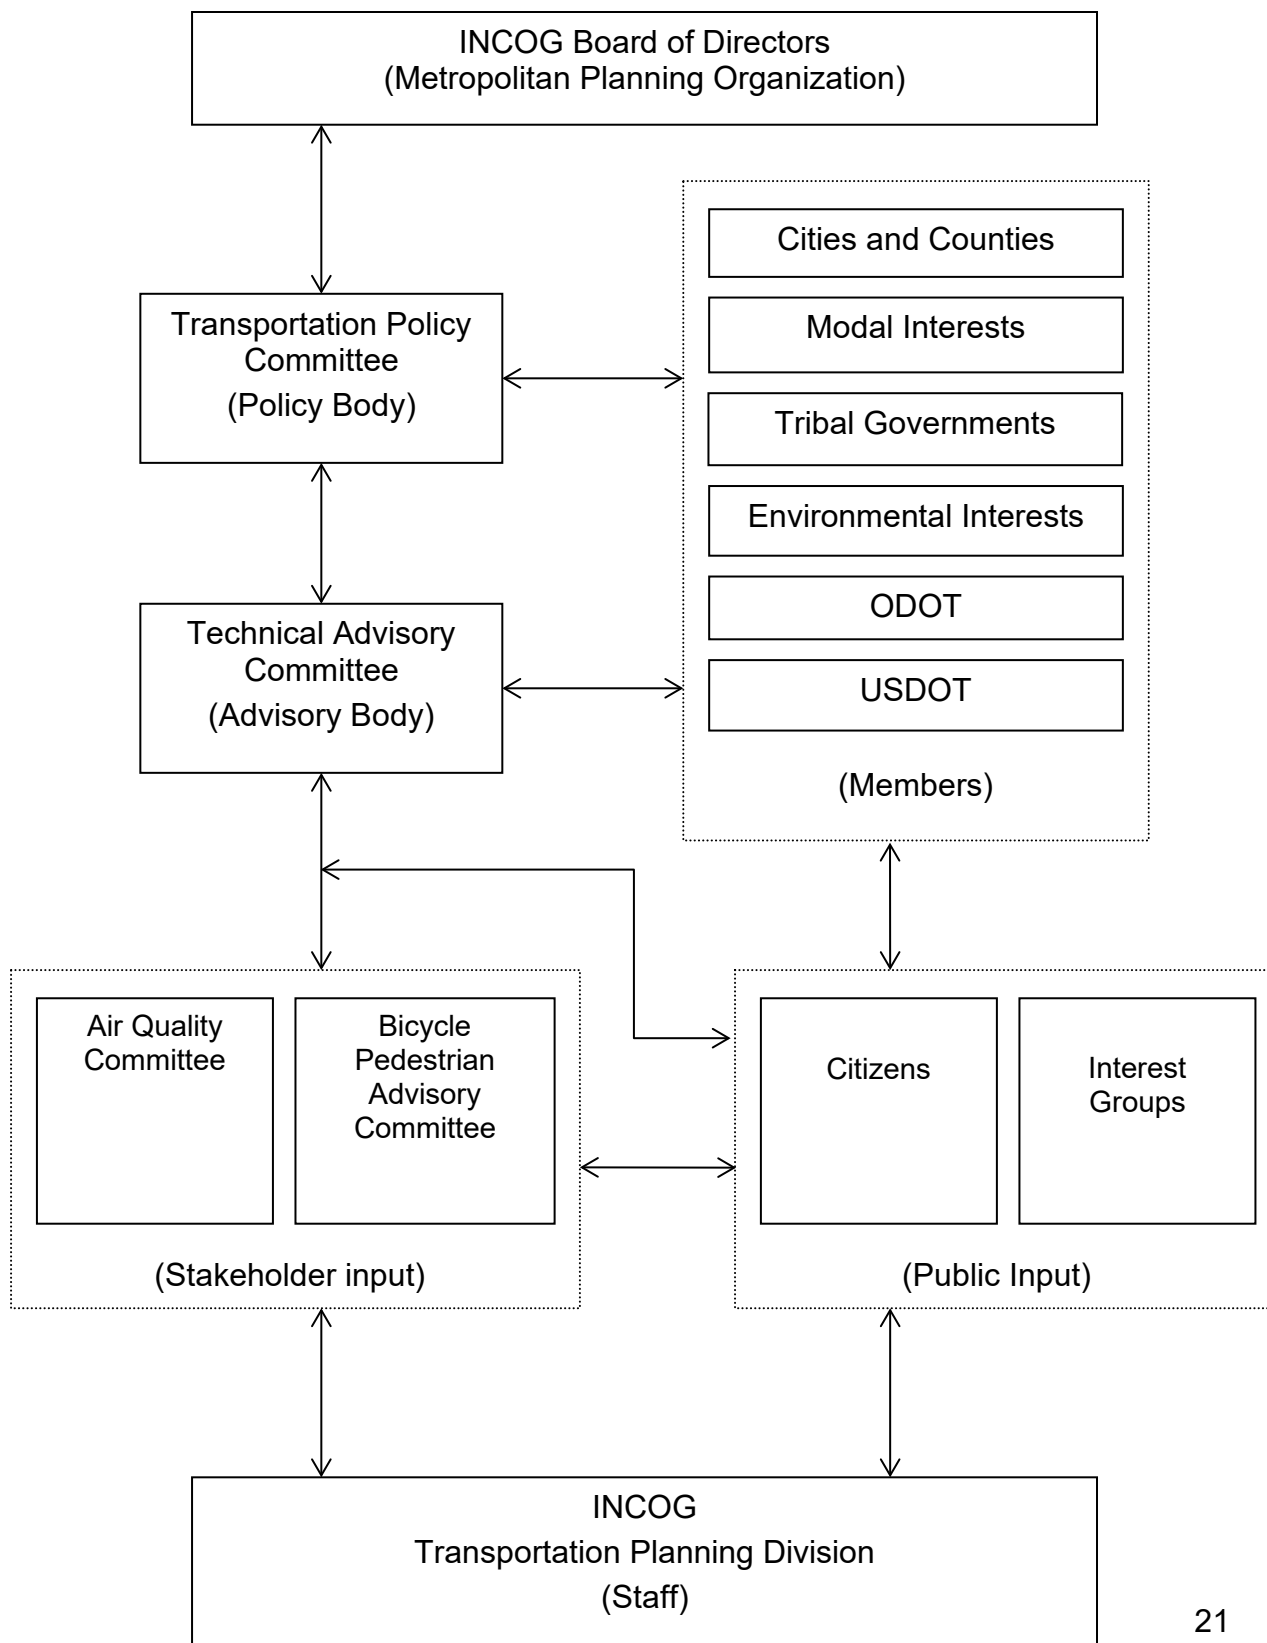 INCOG Board of Directors
(Metropolitan Planning Organization)
Transportation Policy
Committee
(Policy Body)
Cities and Counties
Modal Interests
Tribal Governments
Environmental Interests
ODOT
USDOT
(Members)
Technical Advisory
Committee
(Advisory Body)
Air Quality
Committee
Bicycle
Pedestrian
Advisory
Committee
(Stakeholder input)
Citizens
Interest
Groups
(Public Input)
INCOG
Transportation Planning Division
(Staff)
21